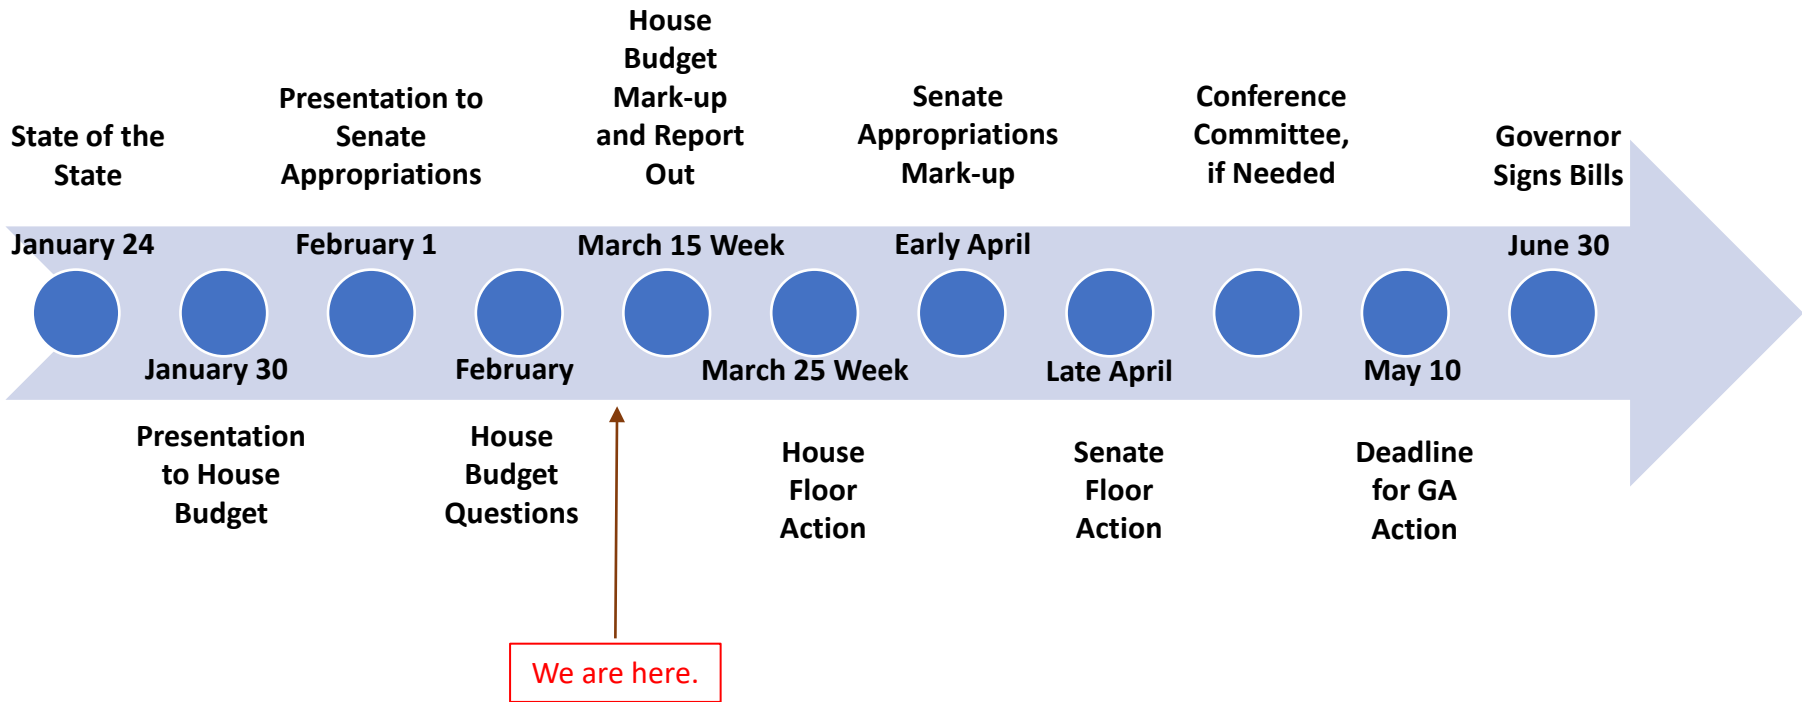 State of the
State
January 24
January 30
Presentation
to House
Budget
Presentation to
Senate
Appropriations
February 1
February
House
Budget
Questions
House
Budget
Mark-up
and Report
Out
March 15 Week
March 25 Week
House
Floor
Action
Senate
Appropriations
Mark-up
Early April
Late April
Senate
Floor
Action
Conference
Committee,
if Needed
May 10
Deadline
for GA
Action
Governor
Signs Bills
June 30
We are here.